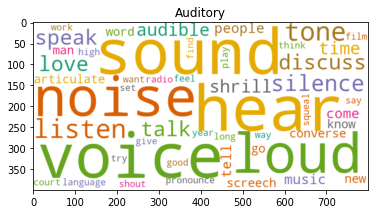 Auditory
0
work word audible people tone film
speak sound find play think
man high time
love discuss
50
articulate want radio feel shrill silence
100
set
150
noise hear squeal say
come
200
know
listen talk year long way converse
250
give tell go
voice loud
300
try good
court language shout pronounce screech music new
350
0 100 200 300 400 500 600 700